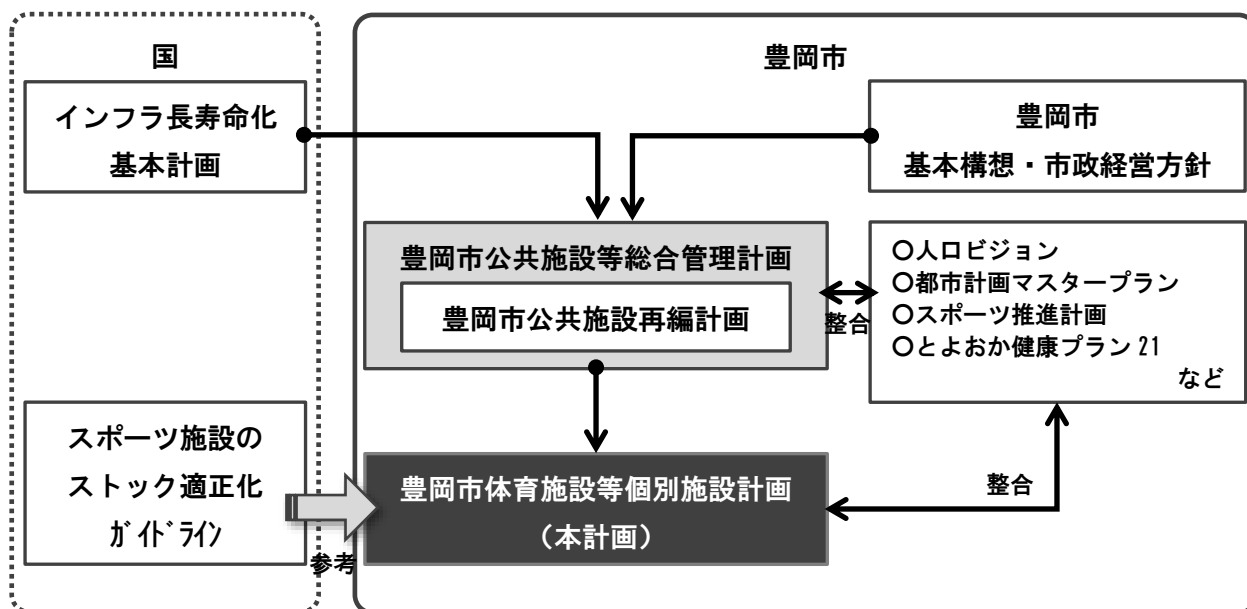 国
インフラ長寿命化
基本計画
スポーツ施設の
ストック適正化
ｶﾞｲﾄﾞﾗｲﾝ
参考
豊岡市
豊岡市
基本構想・市政経営方針
豊岡市公共施設等総合管理計画
豊岡市公共施設再編計画
整合
〇人口ビジョン
〇都市計画マスタープラン
〇スポーツ推進計画
〇とよおか健康プラン21
など
豊岡市体育施設等個別施設計画
（本計画）
整合